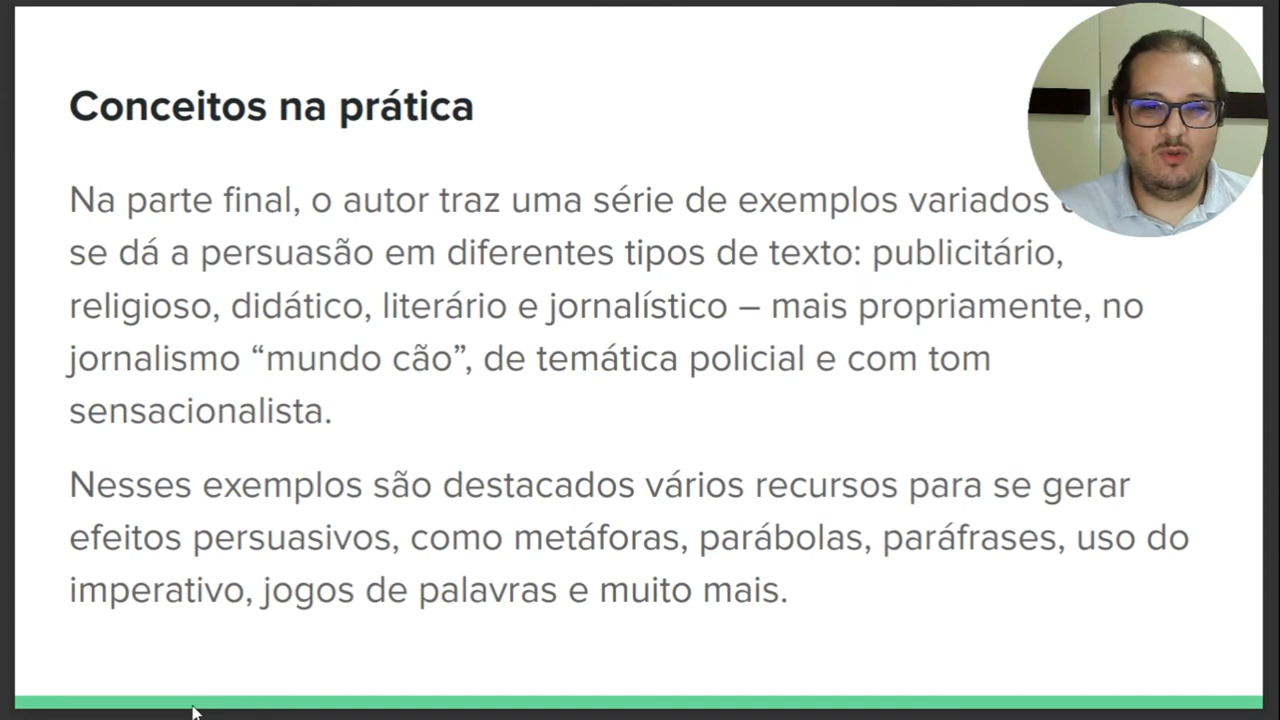 Conceitos na prática
Na parte final, o autor traz uma série de exemplos variados
se dá a persuasão em diferentes tipos de texto: publicitário,
religioso, didático, literário e jornalístico – mais propriamente, no
jornalismo “mundo cão”, de temática policial e com tom
sensacionalista.
Nesses exemplos são destacados vários recursos para se gerar
efeitos persuasivos, como metáforas, parábolas, paráfrases, uso do
imperativo, jogos de palavras e muito mais.